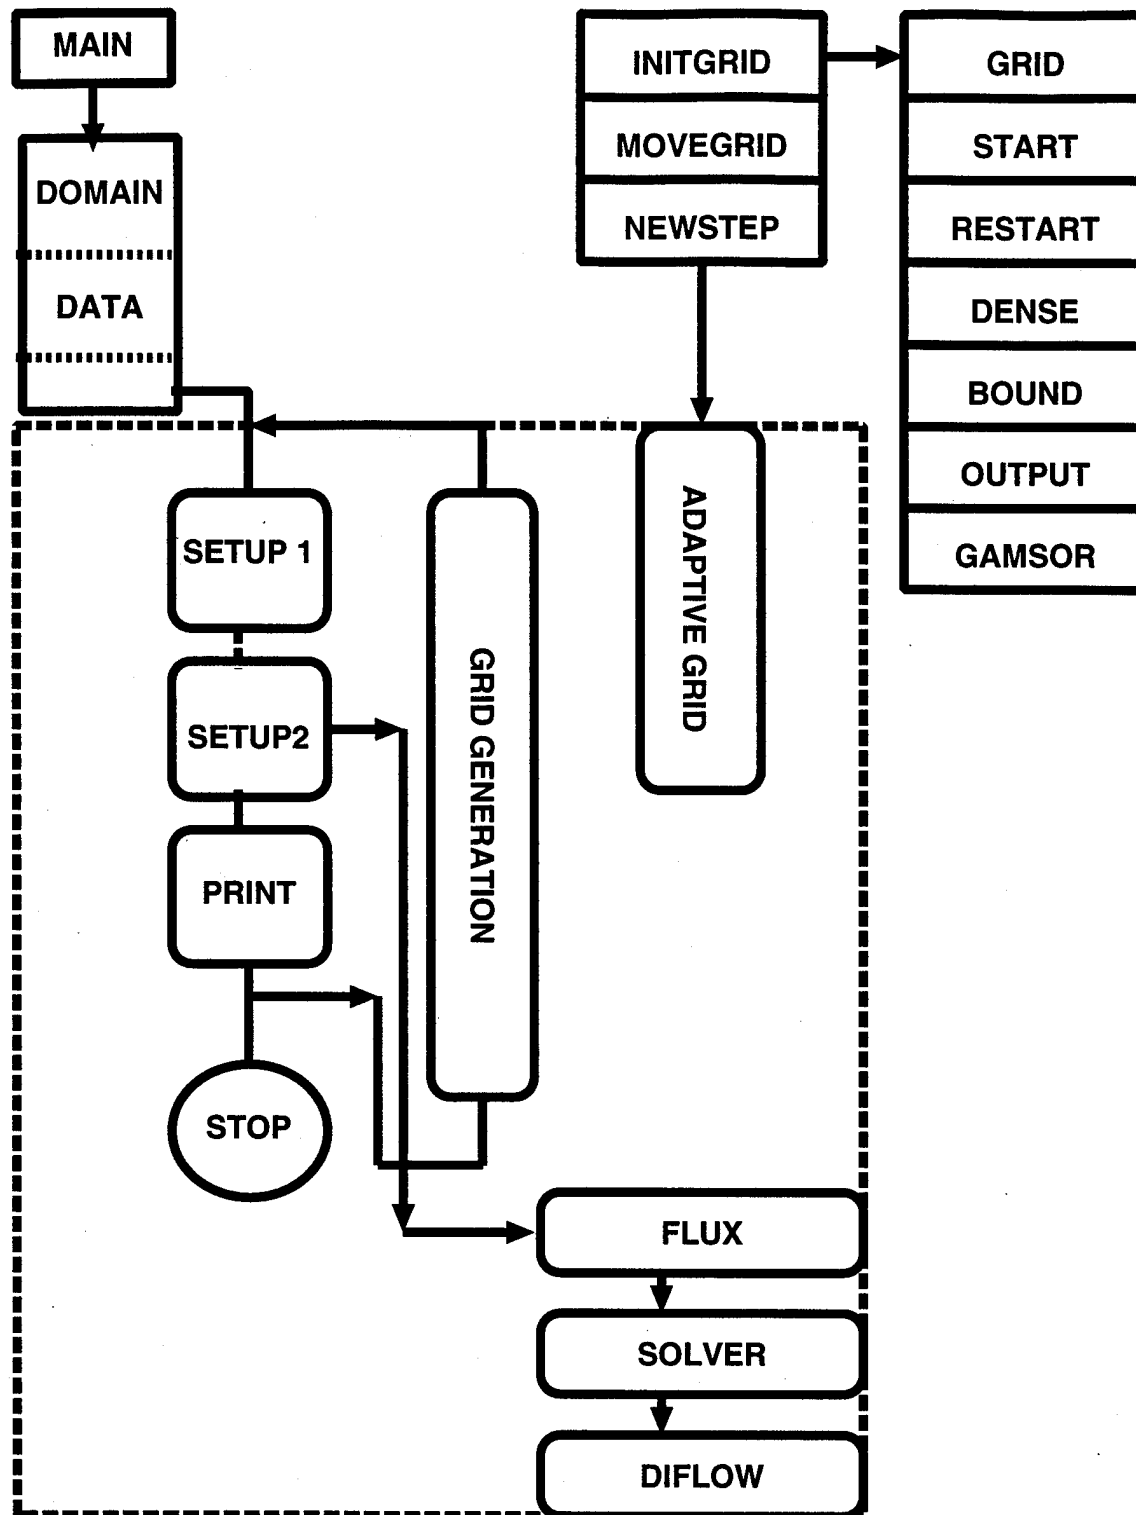 MAIN
DOMAIN
DATA
INITGRID
MOVEGRID
NEWSTEP
GRID
START
RESTART
DENSE
BOUND
OUTPUT
GAMSOR
SETUP 1
SETUP2
PRINT
STOP
GRID GENERATION
ADAPTIVE GRID
FLUX
SOLVER
DIFLOW